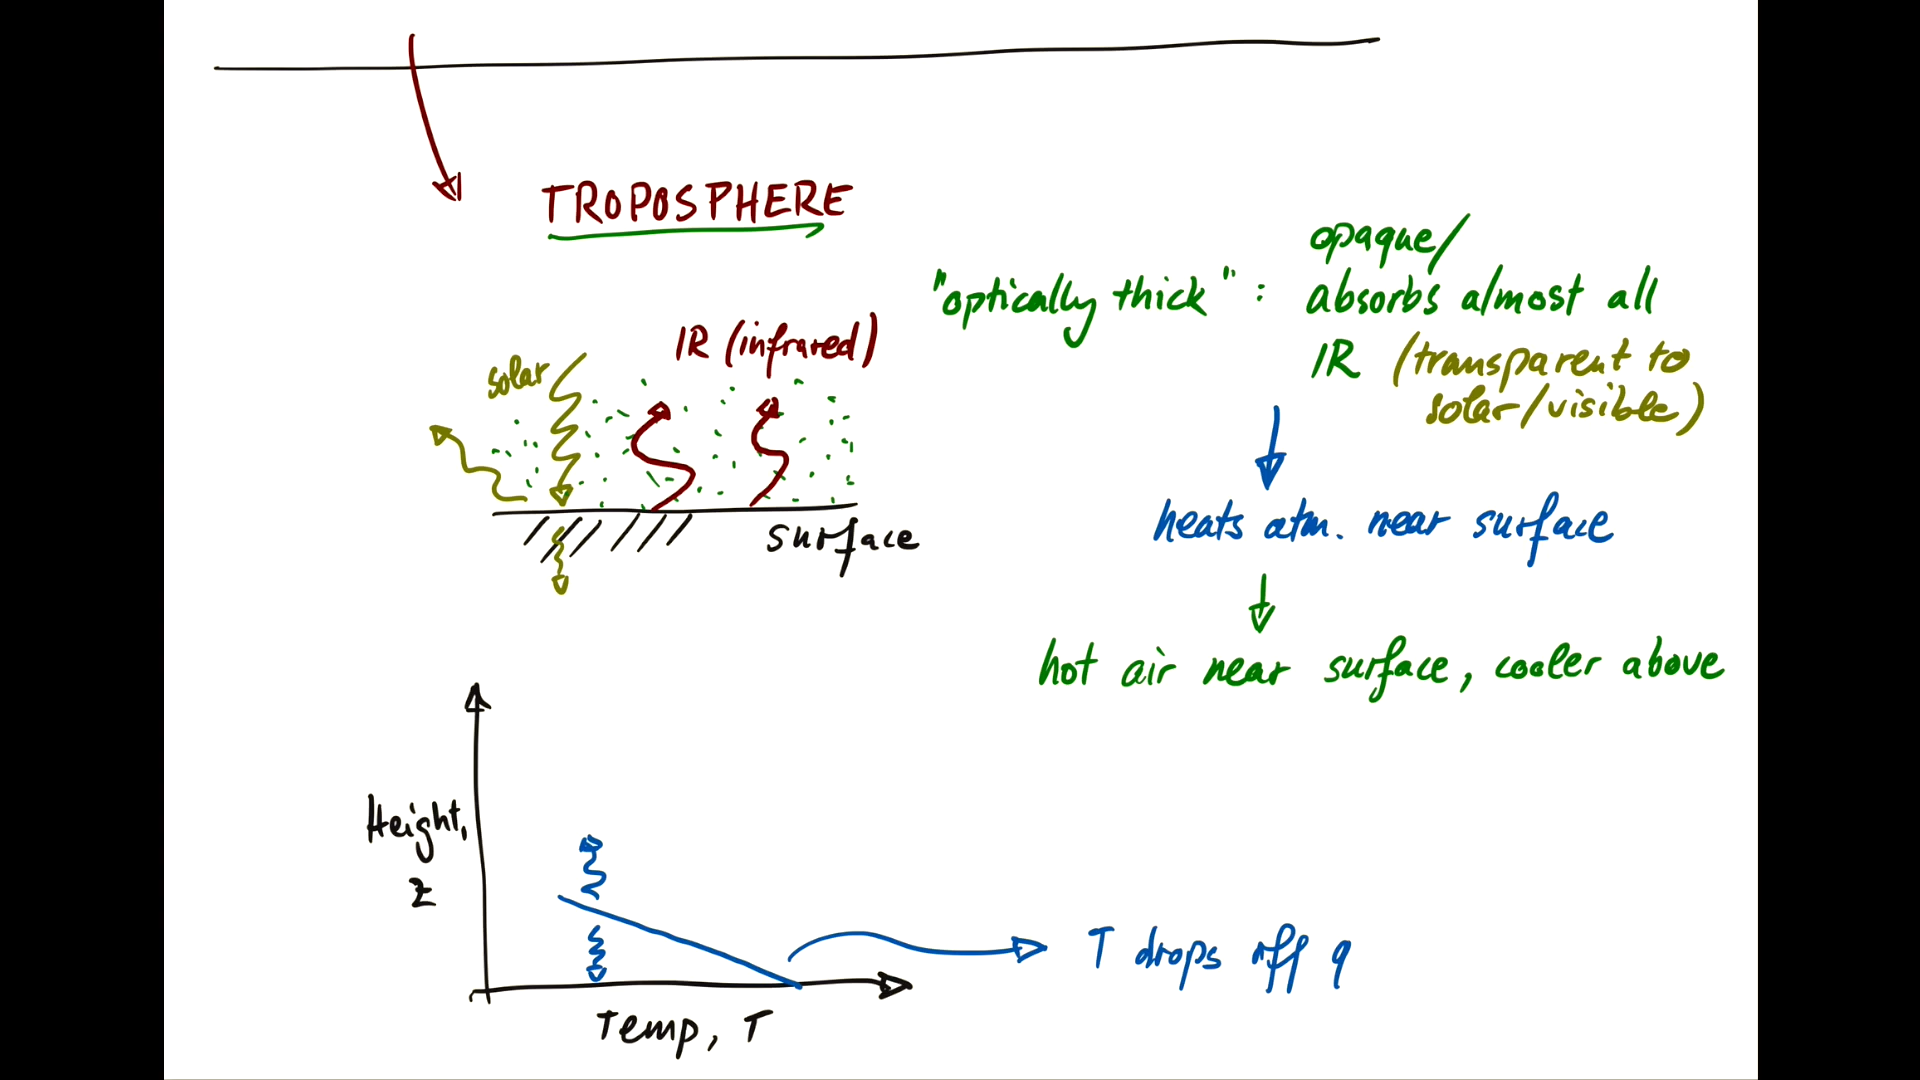 TROPOSPHERE
"optically thick" : opaque/
absorbs almost all
IR (transparent to
solar/visible)
IR (infrared)
solar
surface
heats atm. near surface
hot air near surface, cooler above
Height,
z
T drops off q
Temp, T